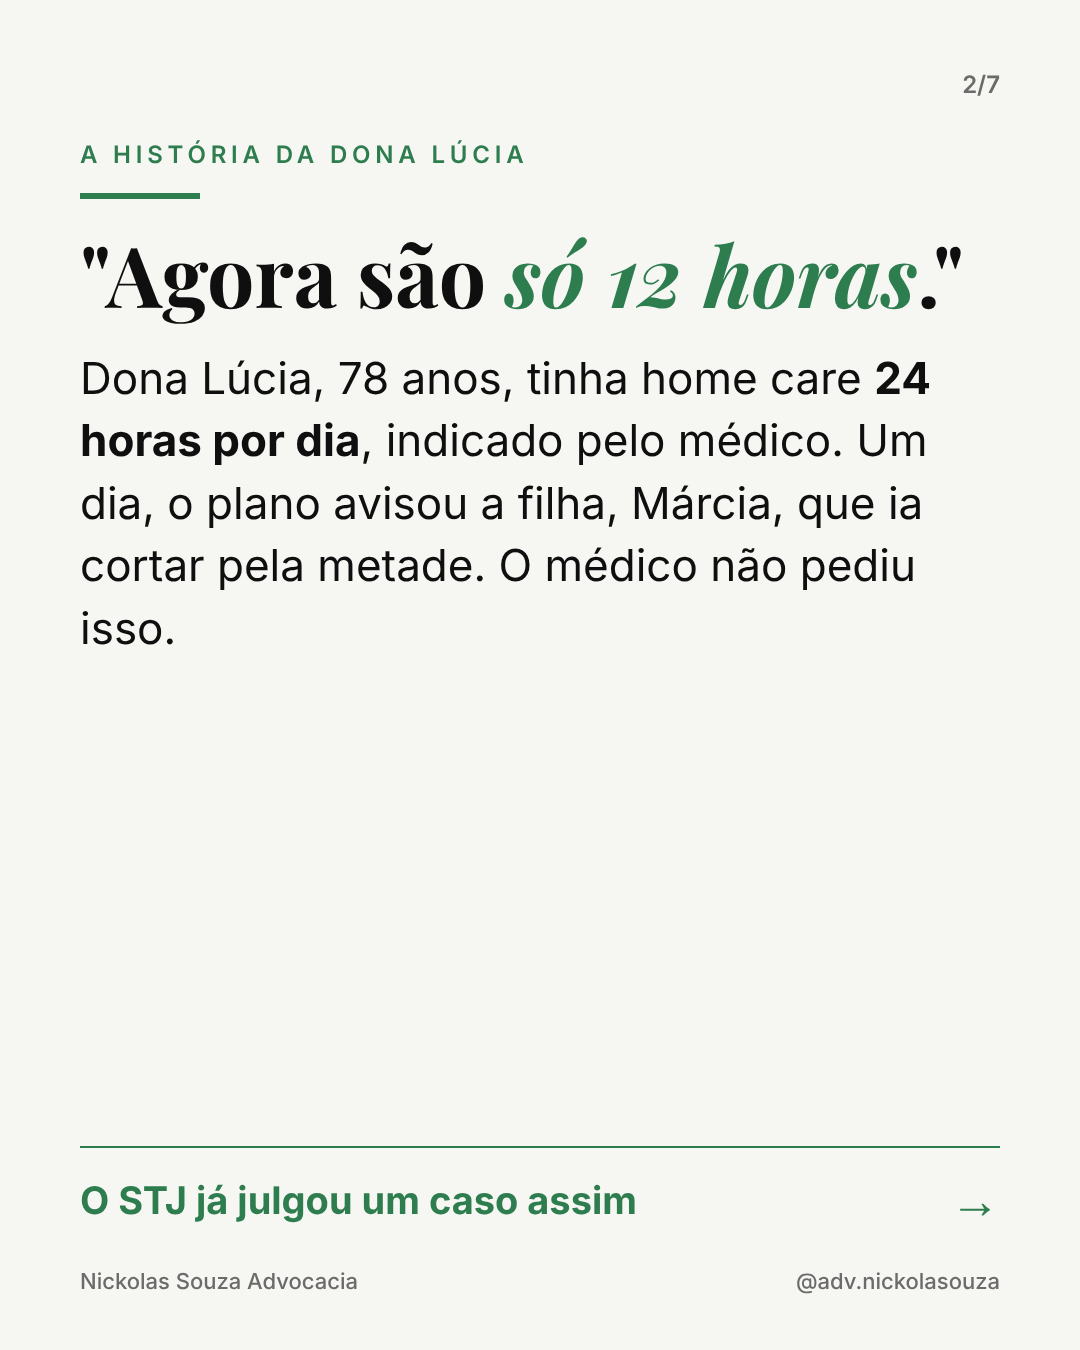 2/7
A HISTÓRIA DA DONA LÚCIA
"Agora são só 12 horas."
Dona Lúcia, 78 anos, tinha home care 24
horas por dia, indicado pelo médico. Um
dia, o plano avisou a filha, Márcia, que ia
cortar pela metade. O médico não pediu
isso.
O STJ já julgou um caso assim →
Nickolas Souza Advocacia @adv.nickolasouza